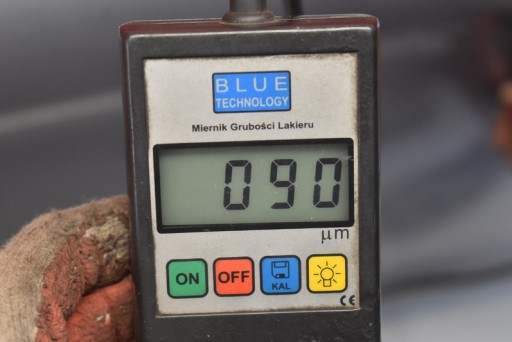 BLUE
TECHNOLOGY
Miernik Grubości Lakieru
090
µm
ON OFF KAL
CE